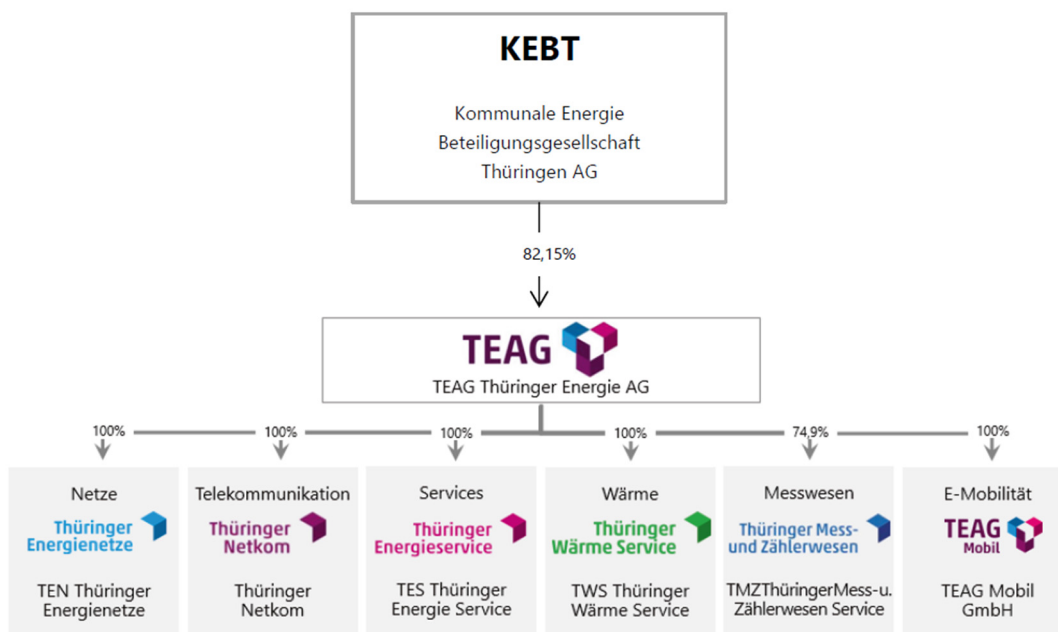 KEBT
Kommunale Energie
Beteiligungsgesellschaft
Thüringen AG
82,15%
TEAG
TEAG Thüringer Energie AG
100%
100%
100%
100%
74,9%
100%
Netze
Thüringer
Energienetze
TEN Thüringer
Energienetze
Telekommunikation
Thüringer
Netkom
Thüringer
Netkom
Services
Thüringer
Energieservice
TES Thüringer
Energie Service
Wärme
Thüringer
Wärme Service
TWS Thüringer
Wärme Service
Messwesen
Thüringer Mess-
und Zählerwesen
TMZThüringerMess-u.
Zählerwesen Service
E-Mobilität
TEAG
Mobil
TEAG Mobil
GmbH